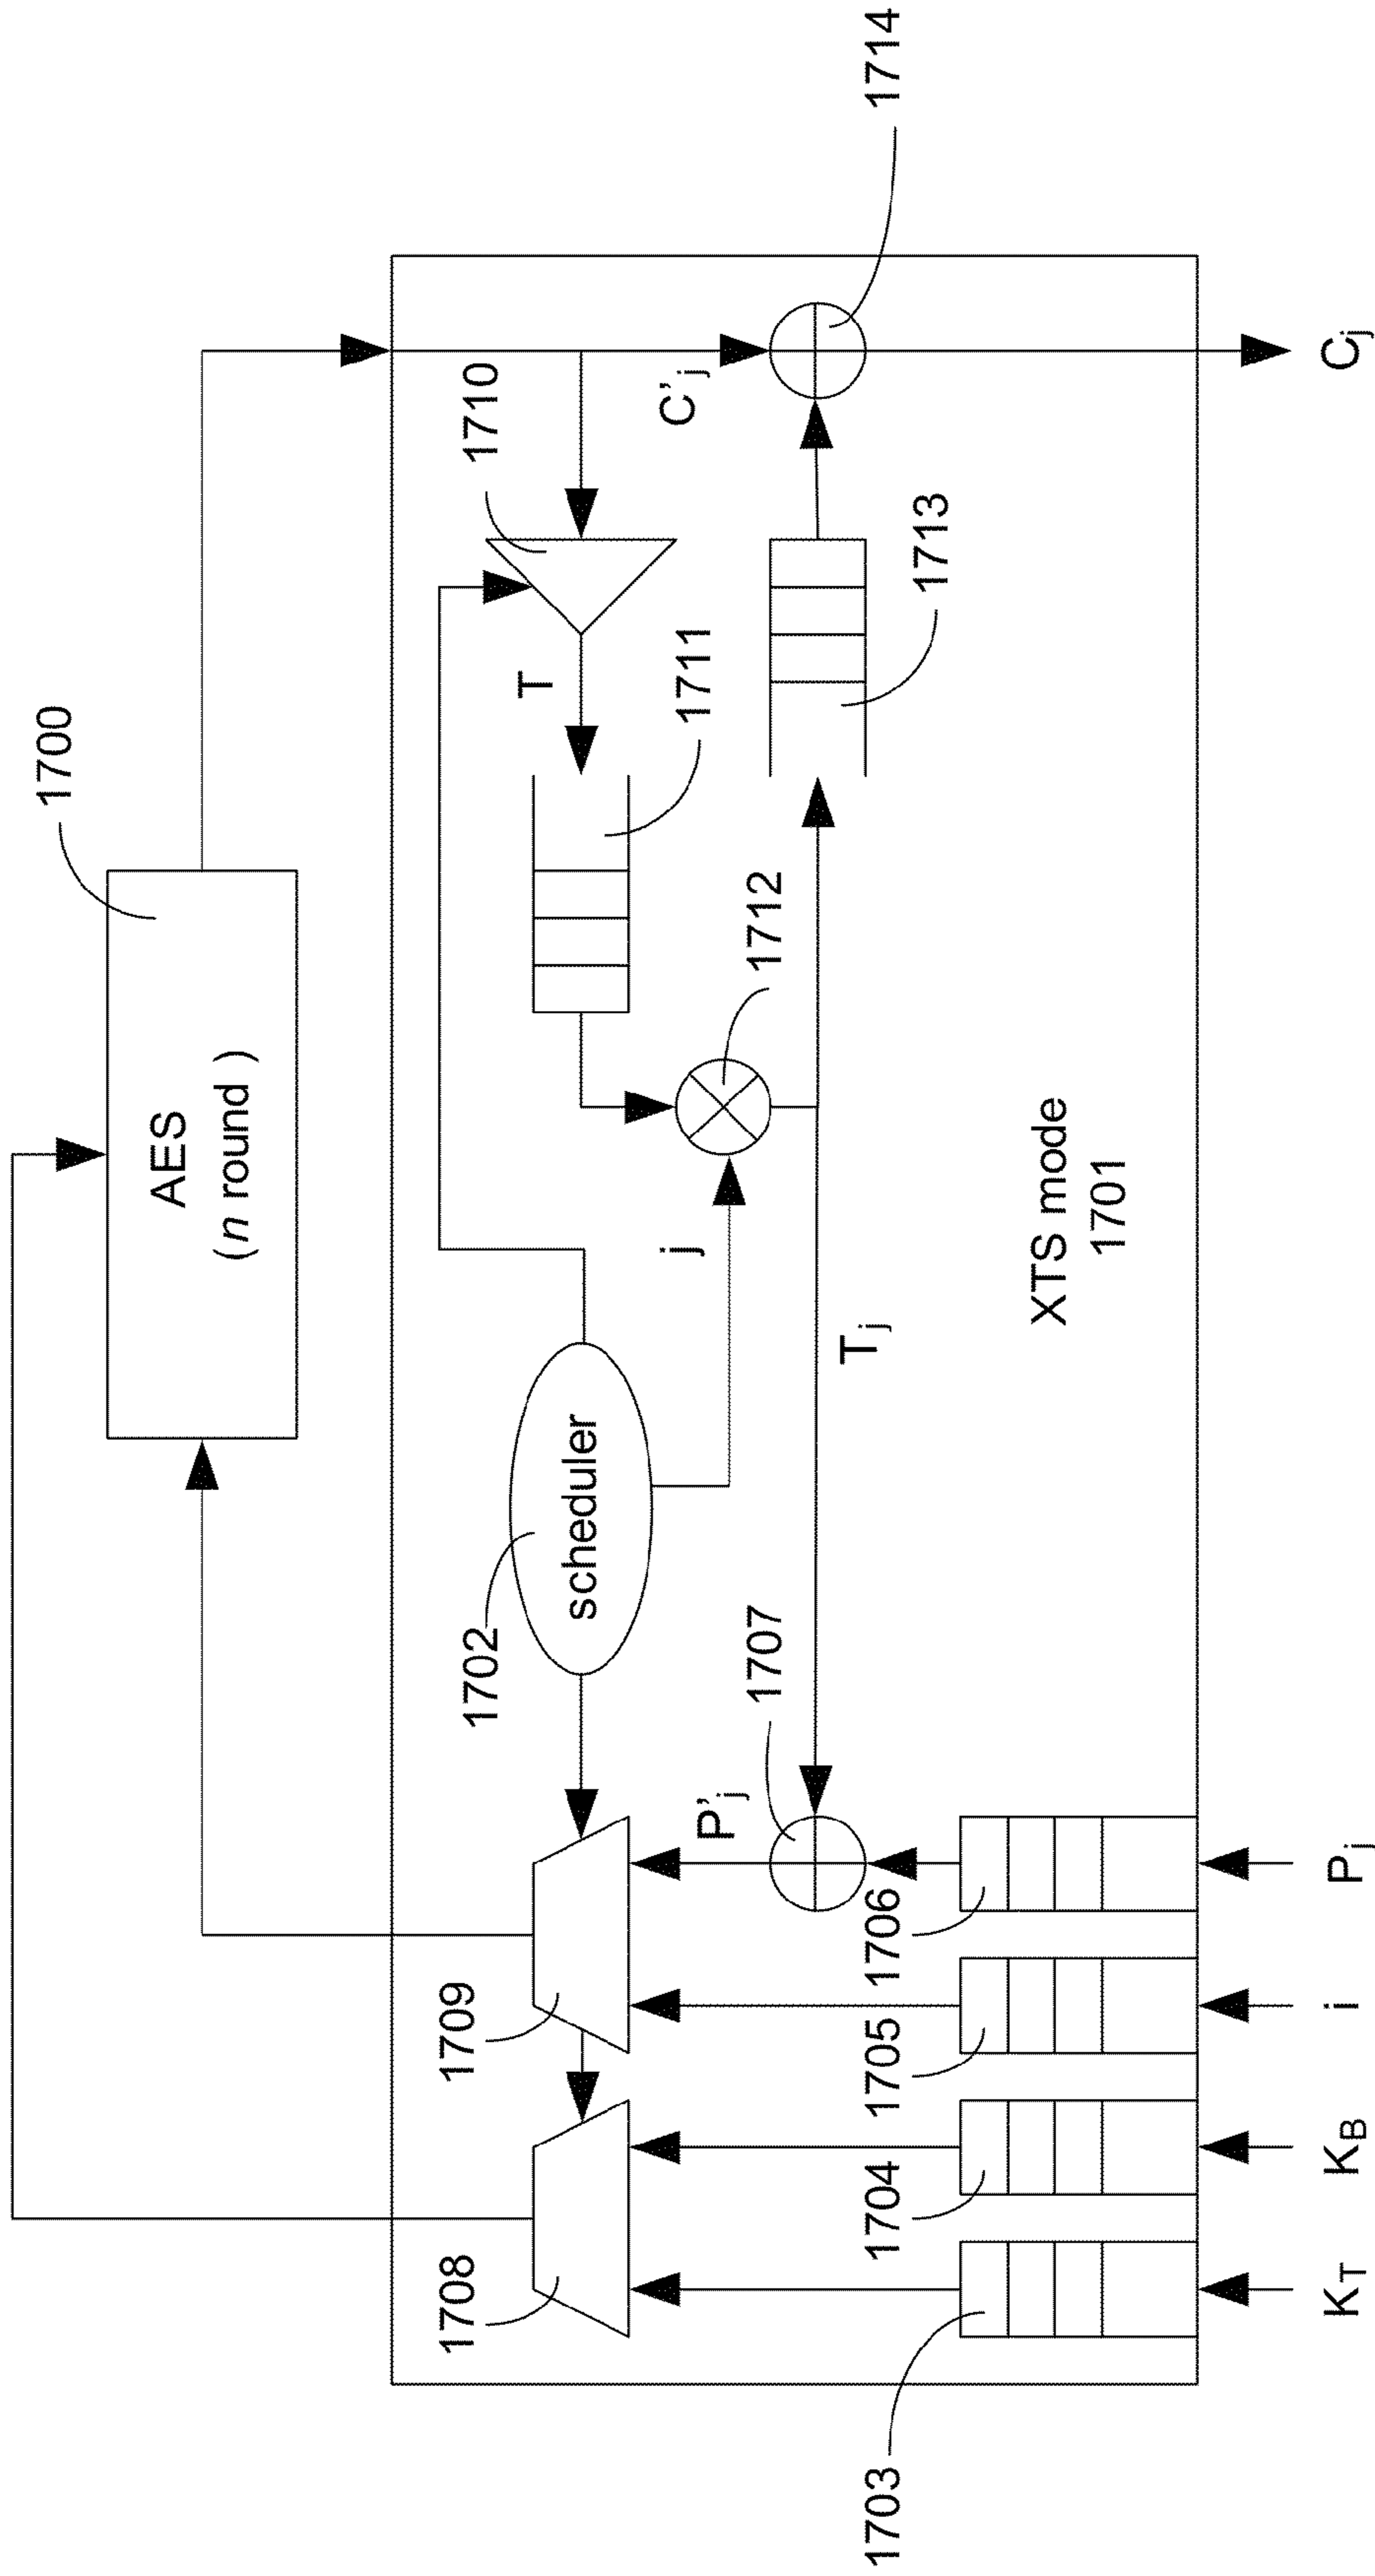 1700
AES
(n round )
1714
1710
C'j
T
1711
1713
1712
j
scheduler
1702
Tj
XTS mode
1701
1707
P'j
1709
1708
1706
1705
1704
1703
KT
KB
i
Pj
Cj